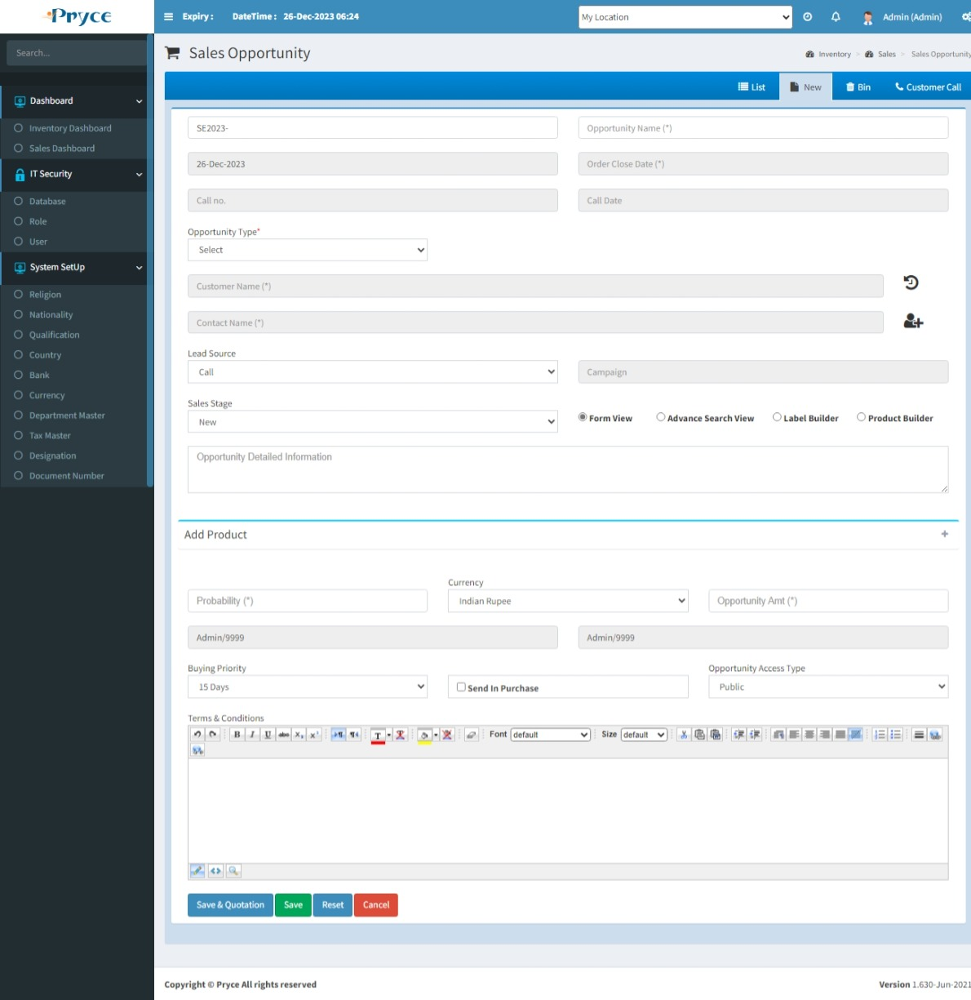 Pryce
Expiry :
DateTime : 26-Dec-2023 06:24
My Location
Admin (Admin)
Search...
Sales Opportunity
Inventory > Sales > Sales Opportunity
List
New
Bin
Customer Call
Dashboard
Inventory Dashboard
Sales Dashboard
IT Security
Database
Role
User
System SetUp
Religion
Nationality
Qualification
Country
Bank
Currency
Department Master
Tax Master
Designation
Document Number
SE2023-
Opportunity Name (*)
26-Dec-2023
Order Close Date (*)
Call no.
Call Date
Opportunity Type*
Select
Customer Name (*)
Contact Name (*)
Lead Source
Call
Campaign
Sales Stage
New
Form View
Advance Search View
Label Builder
Product Builder
Opportunity Detailed Information
Add Product
+
Currency
Probability (*)
Indian Rupee
Opportunity Amt (*)
Admin/9999
Admin/9999
Buying Priority
Opportunity Access Type
15 Days
Send In Purchase
Public
Terms & Conditions
B I U abc x, x' T Font default Size default
Save & Quotation
Save
Reset
Cancel
Copyright © Pryce All rights reserved
Version 1.630-Jun-2021